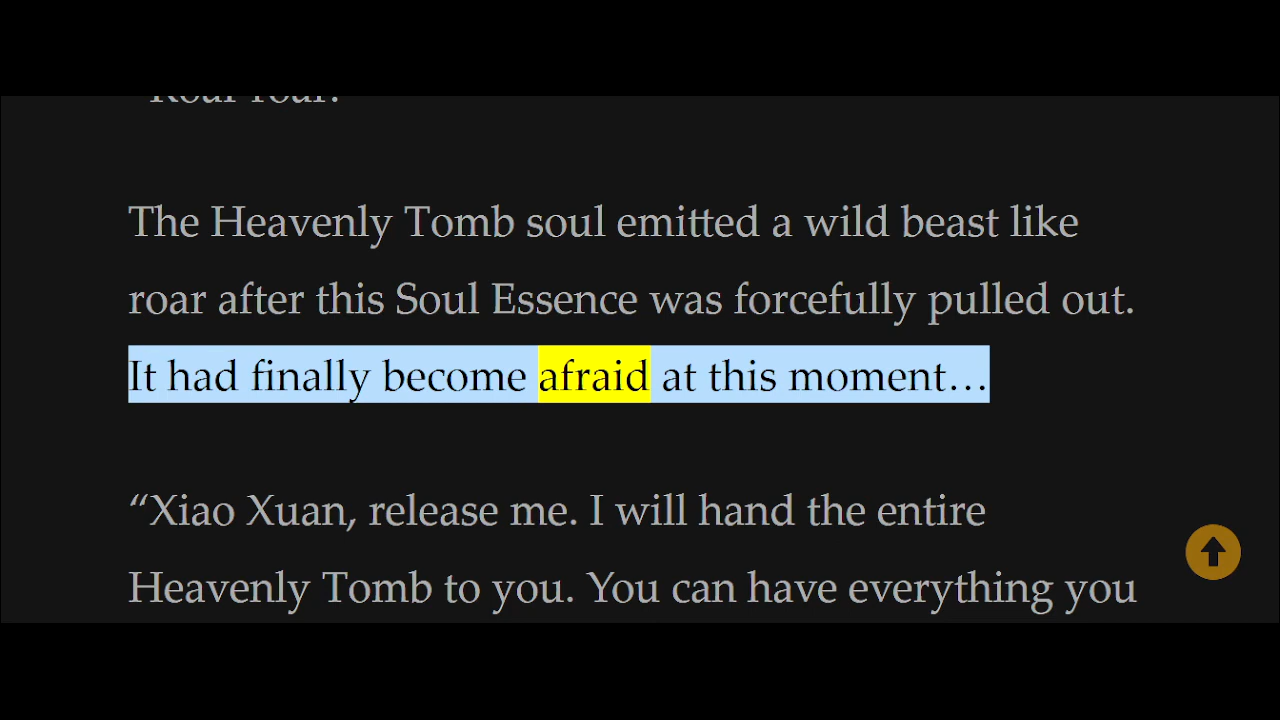 "Roar roar!
The Heavenly Tomb soul emitted a wild beast like
roar after this Soul Essence was forcefully pulled out.
It had finally become afraid at this moment…
“Xiao Xuan, release me. I will hand the entire
Heavenly Tomb to you. You can have everything you